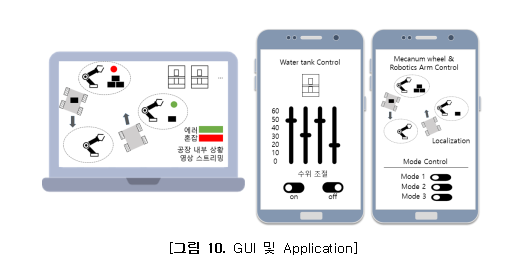 ...
에러
혼잡
공장 내부 상황
영상 스트리밍
Water tank Control
60
50
40
30
20
10
0
수위 조절
on off
Mecanum wheel &
Robotics Arm Control
Localization
Mode Control
Mode 1
Mode 2
Mode 3
[그림 10. GUI 및 Application]